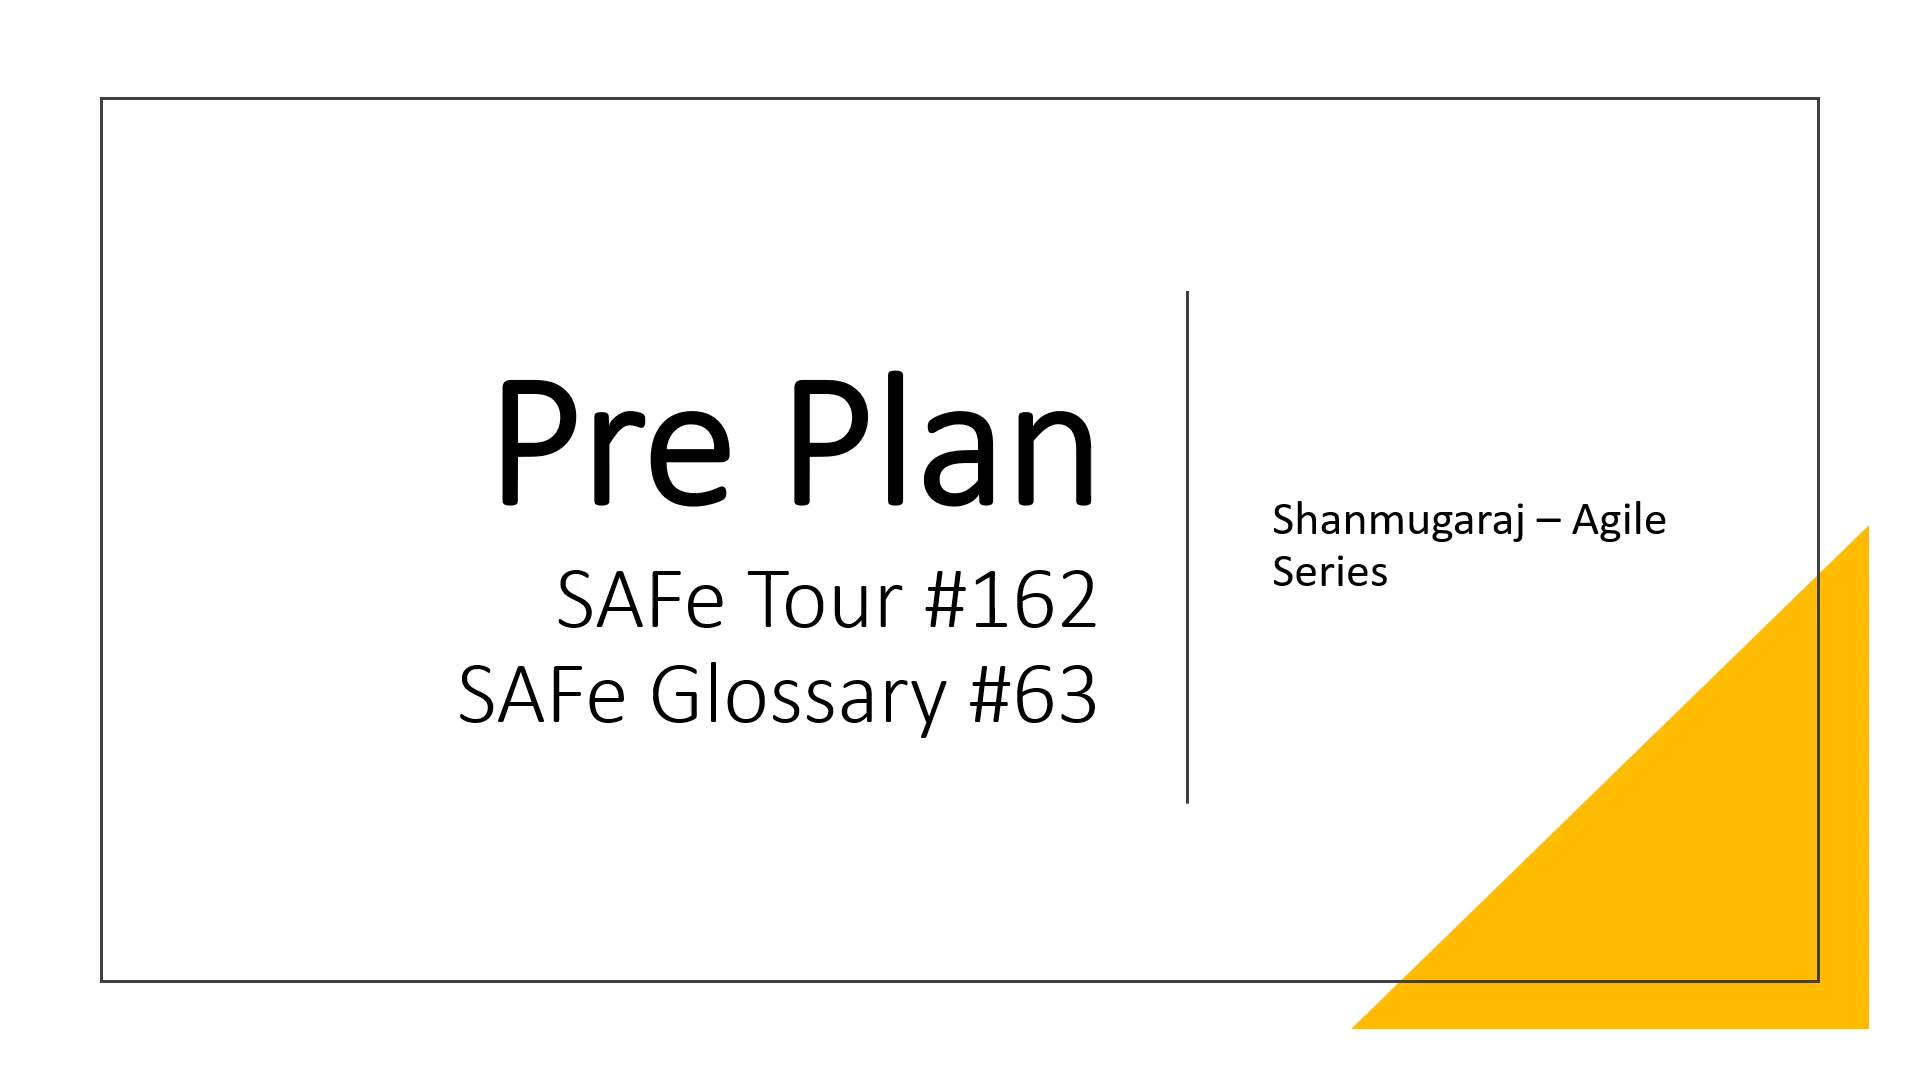 Pre Plan
SAFe Tour #162
SAFe Glossary #63
Shanmugaraj – Agile
Series